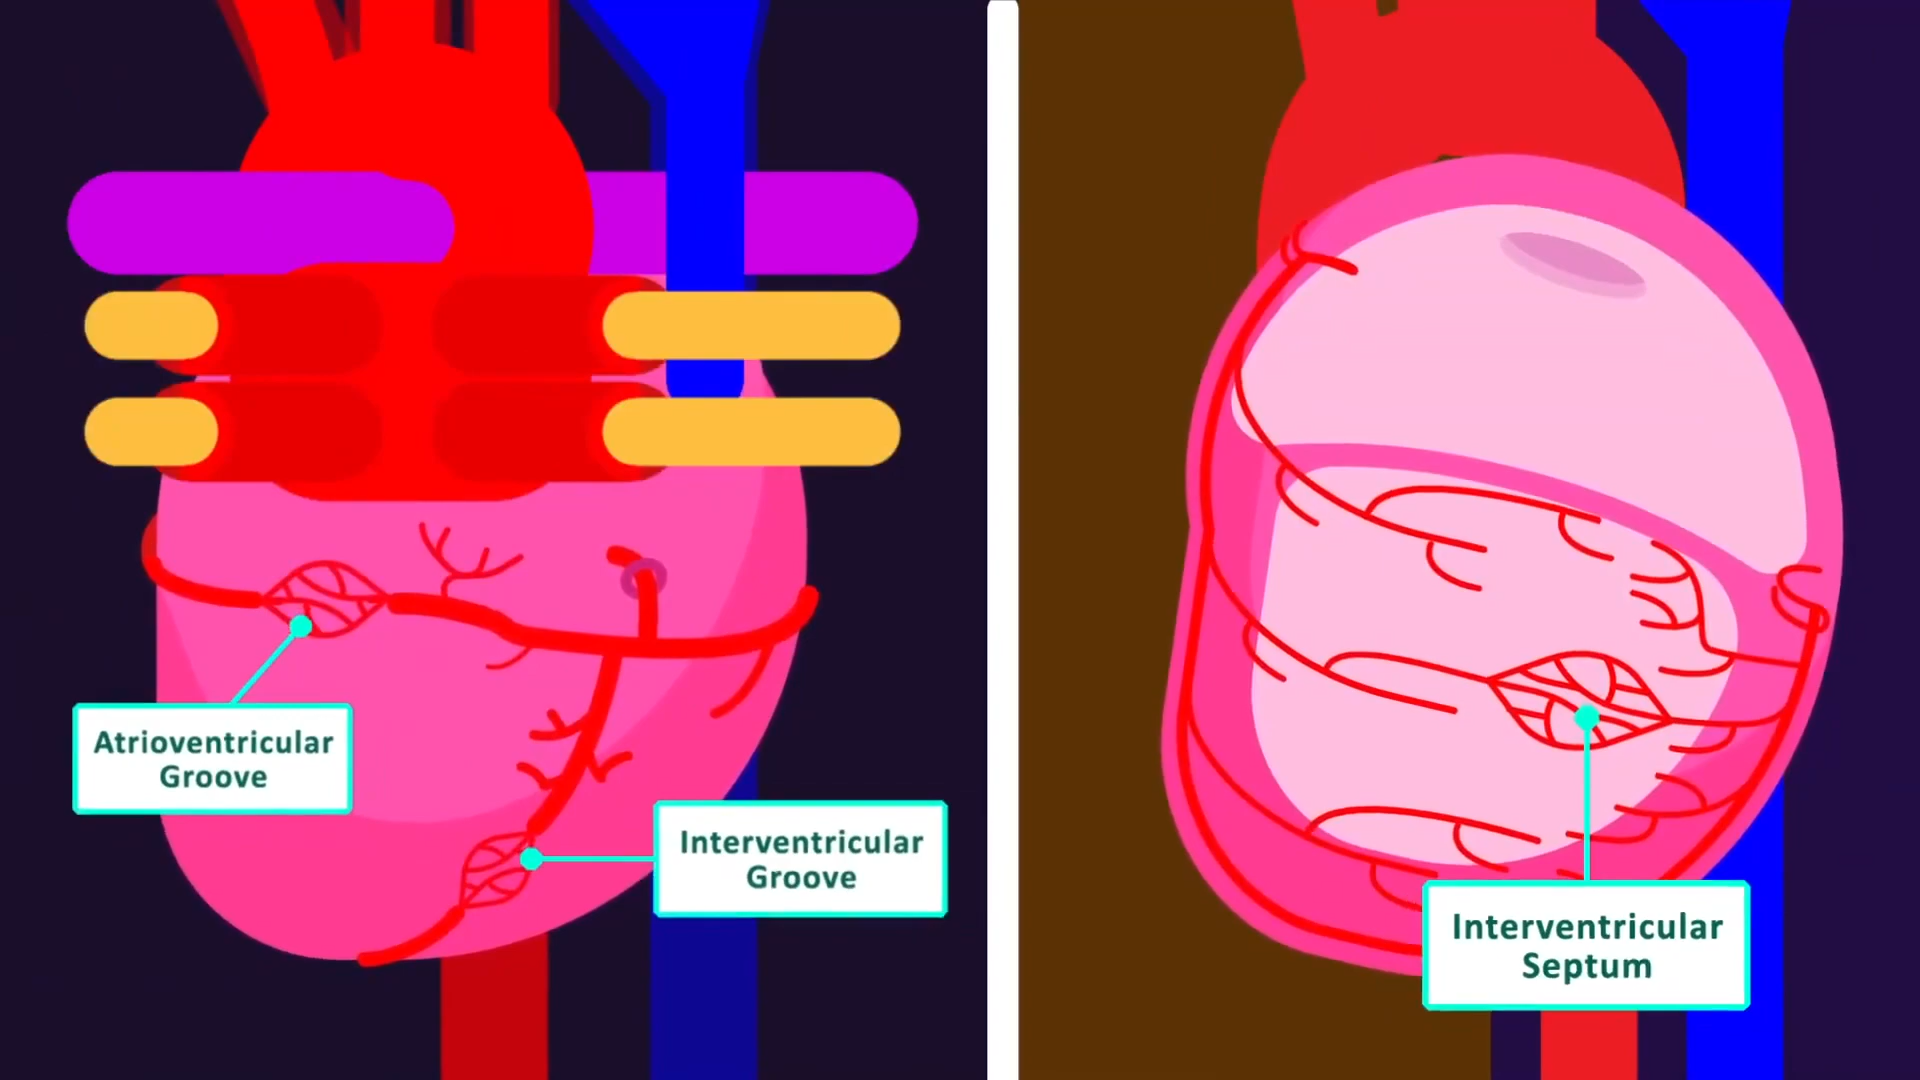 Atrioventricular
Groove
Interventricular
Groove
Interventricular
Septum